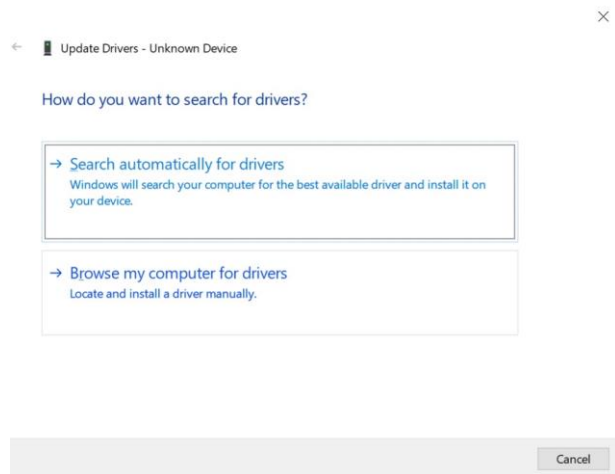 Update Drivers - Unknown Device
How do you want to search for drivers?
Search automatically for drivers
Windows will search your computer for the best available driver and install it on
your device.
Browse my computer for drivers
Locate and install a driver manually.
Cancel